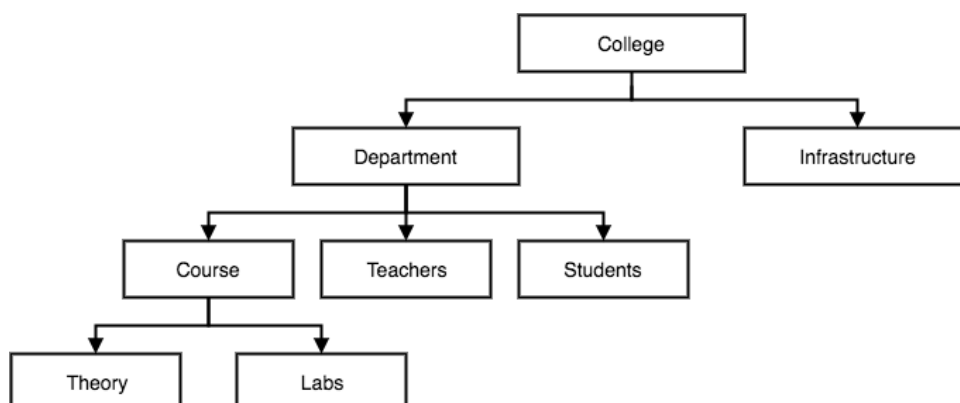 College
Department
Infrastructure
Course
Teachers
Students
Theory
Labs